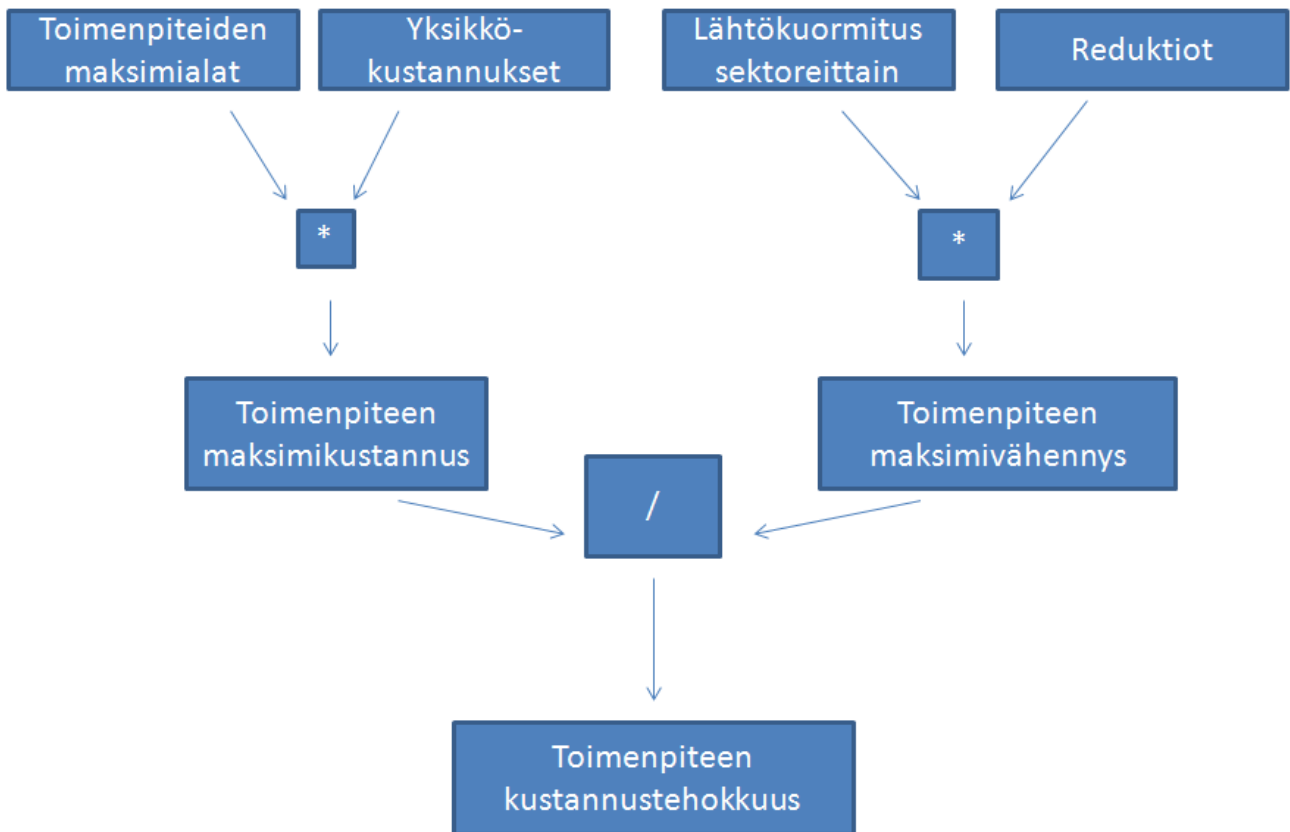 Toimenpiteiden
maksimialat
Yksikkö-
kustannukset
Lähtökuormitus
sektoreittain
Reduktiot
*
*
Toimenpiteen
maksimikustannus
Toimenpiteen
maksimivähennys
/
Toimenpiteen
kustannustehokkuus